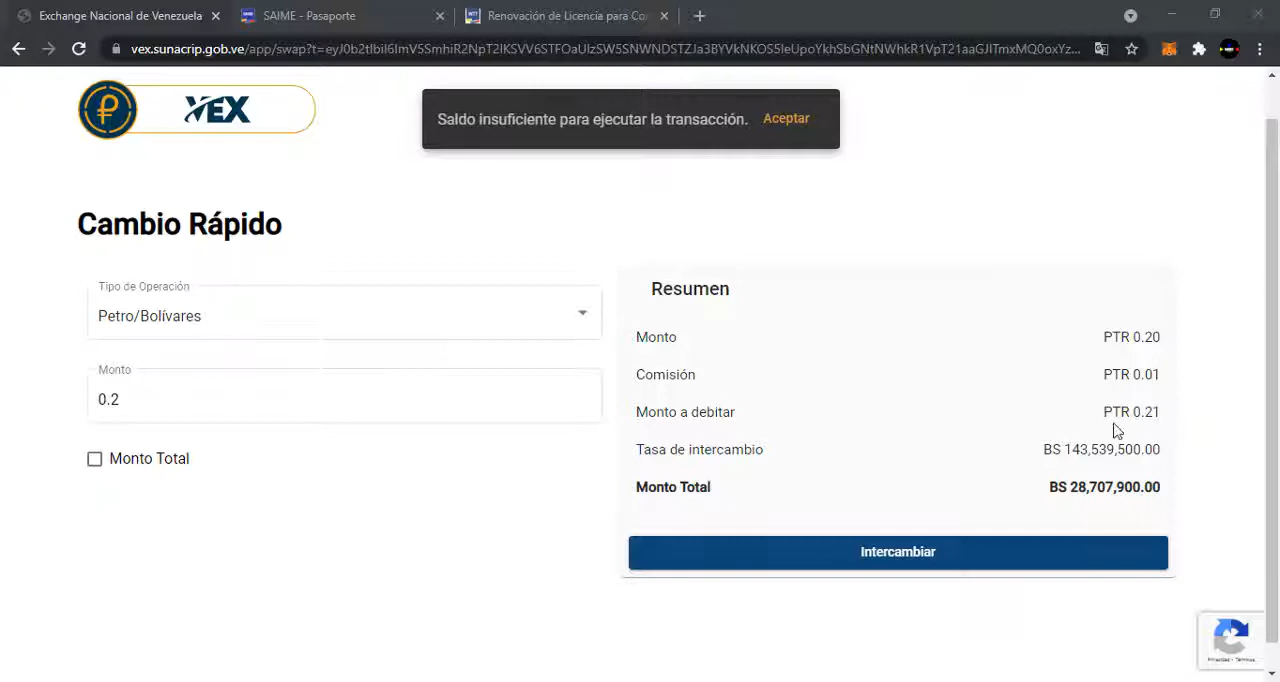 Exchange Nacional de Venezuela
SAIME - Pasaporte
Renovación de Licencia para Co
vex.sunacrip.gob.ve/app/swap?t=
VEX
Saldo insuficiente para ejecutar la transacción. Aceptar
Cambio Rápido
Tipo de Operación
Petro/Bolívares
Monto
0.2
Monto Total
Resumen
Monto PTR 0.20
Comisión PTR 0.01
Monto a debitar PTR 0.21
Tasa de intercambio BS 143,539,500.00
Monto Total BS 28,707,900.00
Intercambiar
Privacidad - Términos